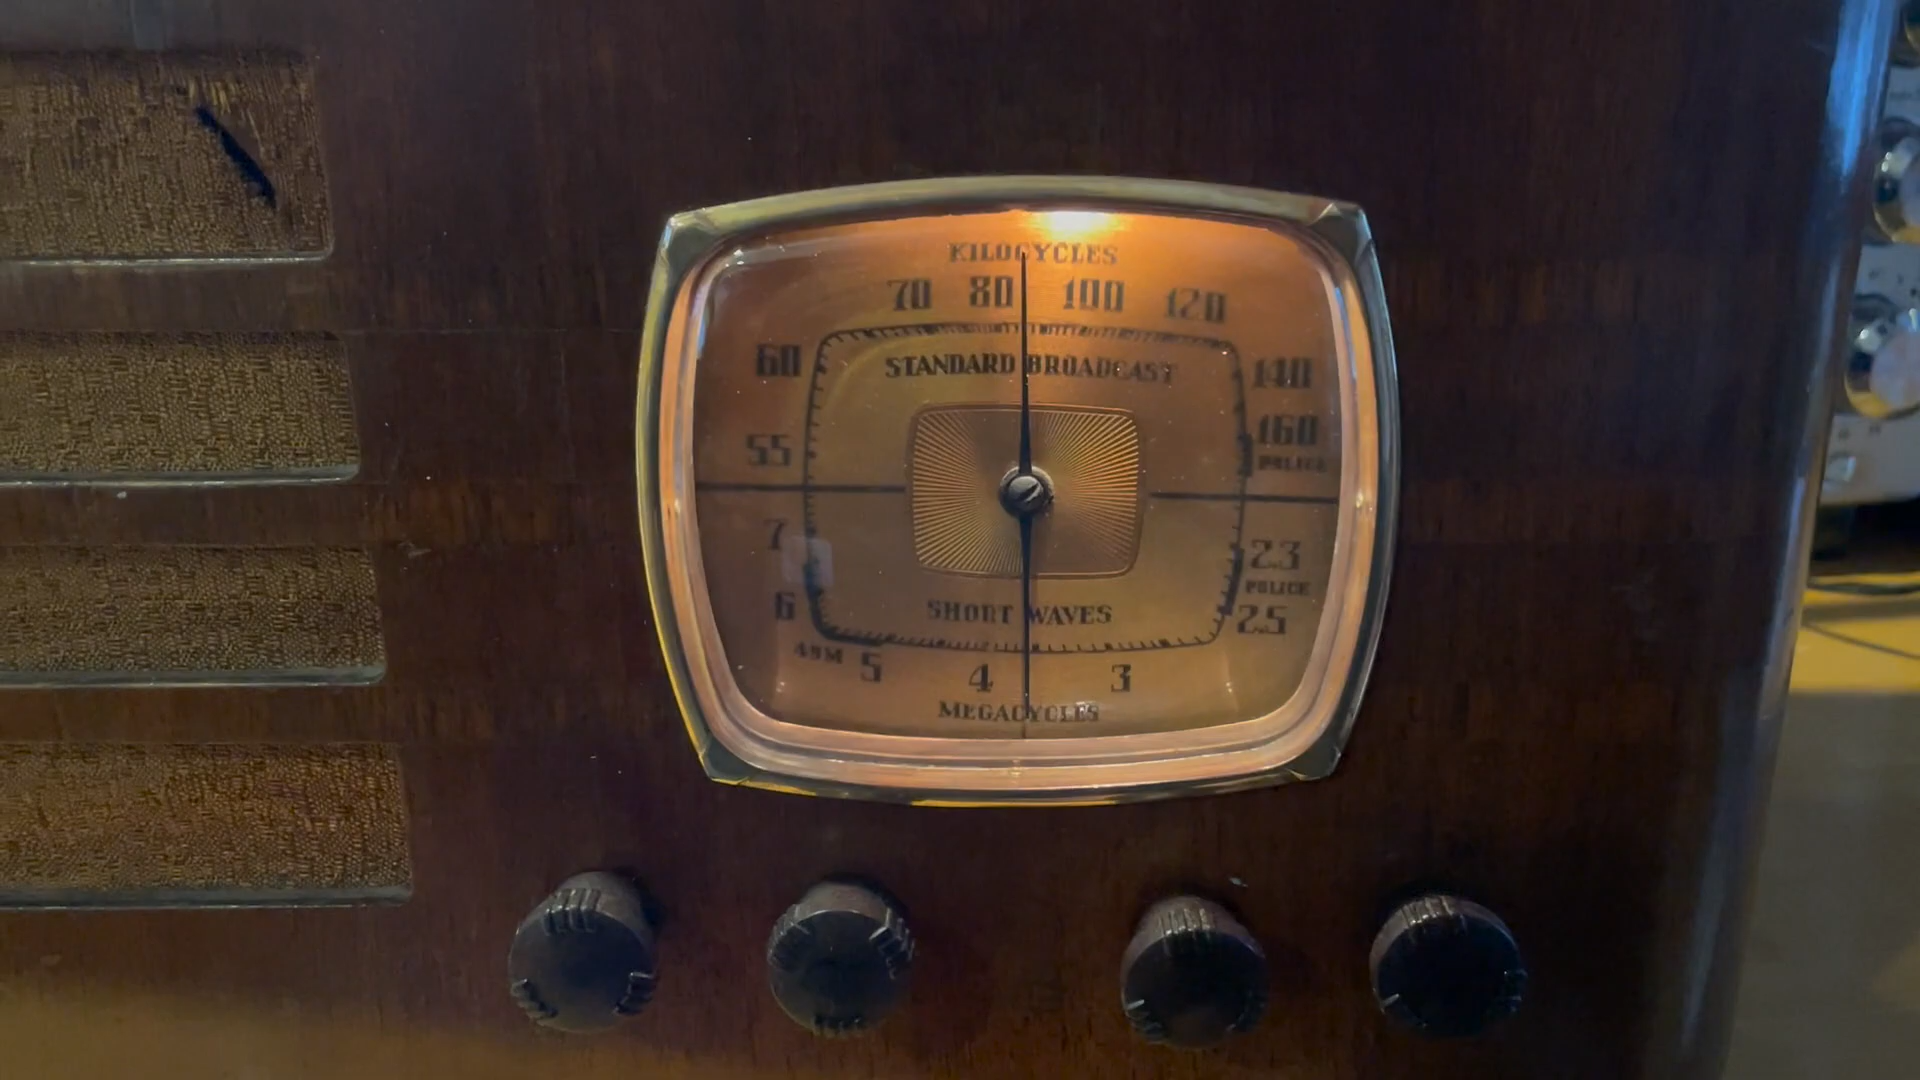 KILOCYCLES
70 80 100 120
60 STANDARD BROADCAST 140
55 160
POLICE
7 2.3
POLICE
6 SHORT WAVES 2.5
49M 5 4 3
MEGACYCLES